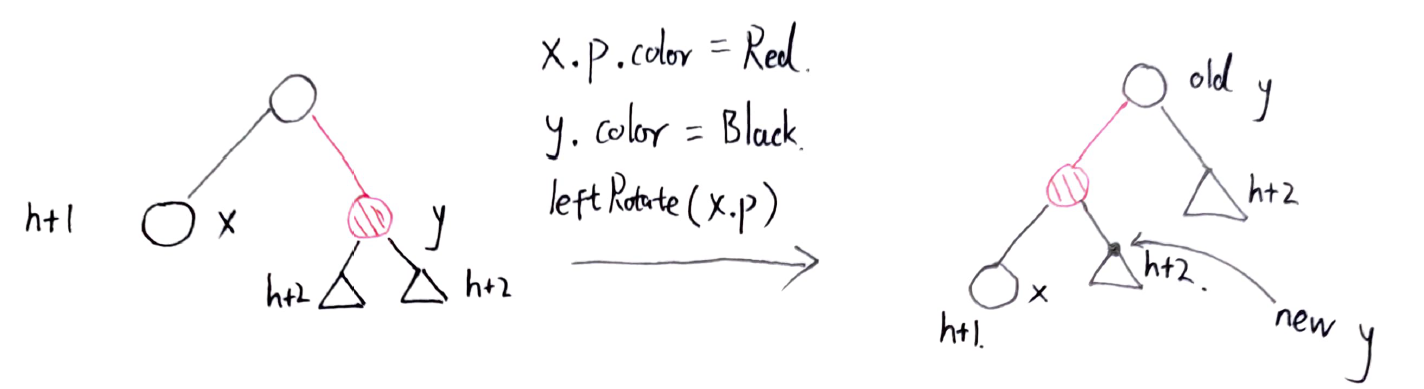 h+1
x
y
h+2
h+2
x.p.color = Red.
y.color = Black.
leftRotate(x.p)
old y
h+2
x
h+1.
h+2.
new y